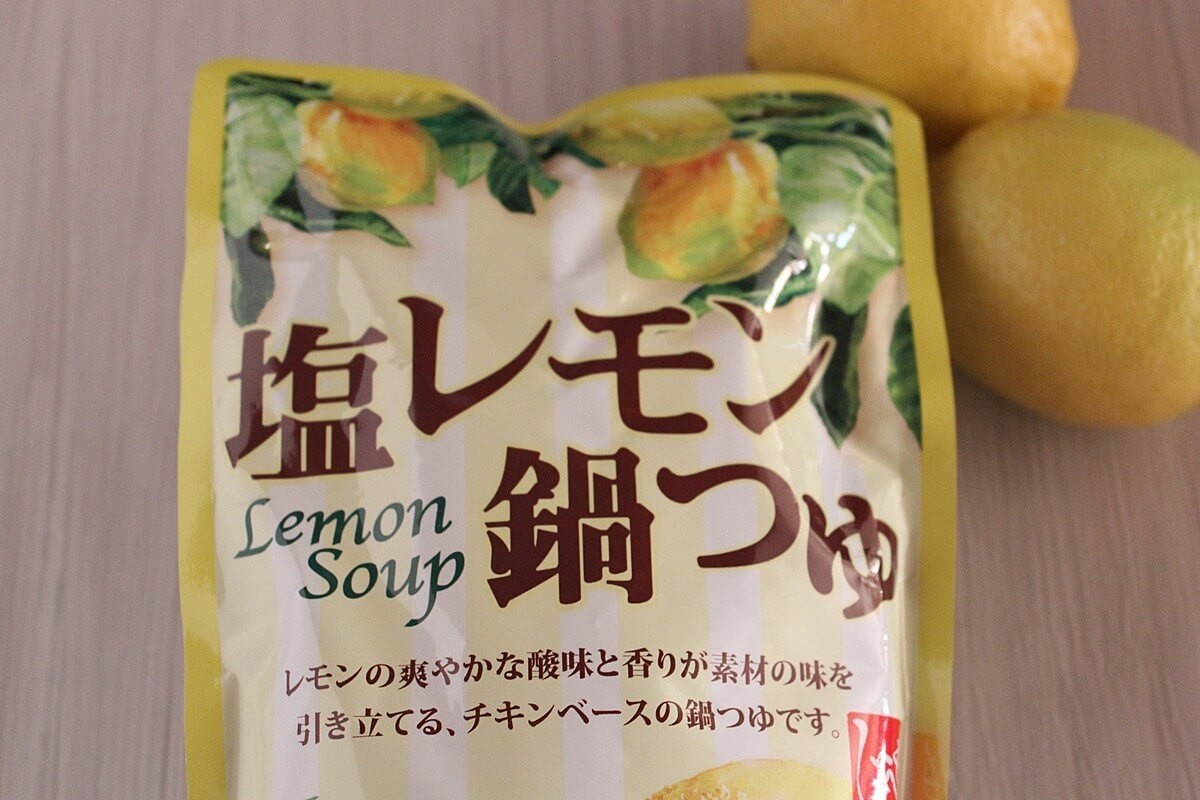 塩レモン
鍋つゆ
Lemon
Soup
レモンの爽やかな酸味と香りが素材の味を
引き立てる、チキンベースの鍋つゆです。